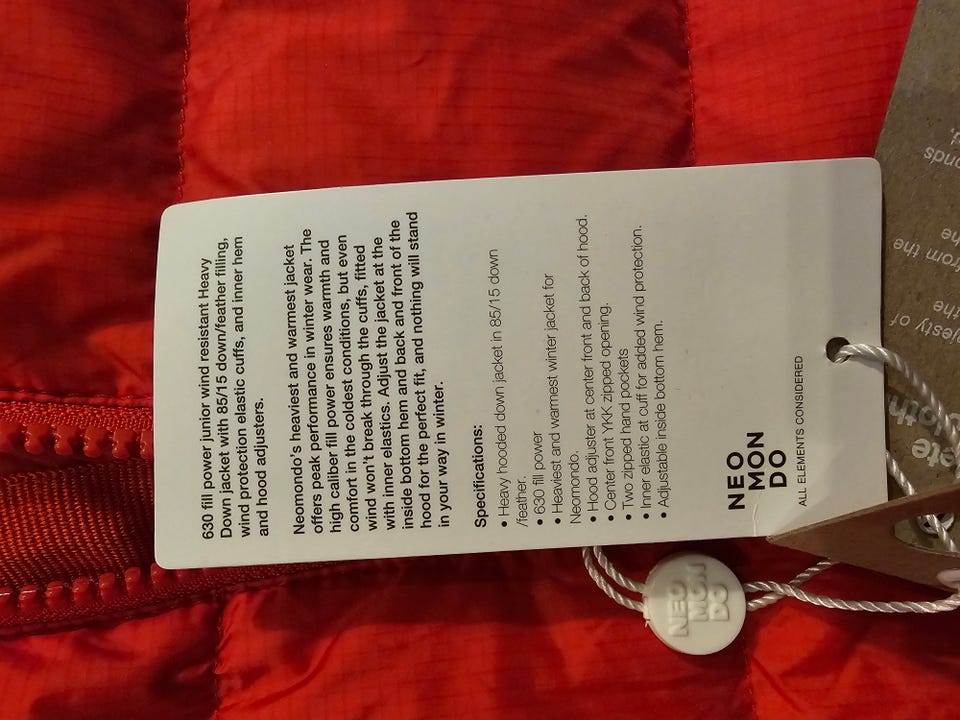 630 fill power junior wind resistant Heavy
Down jacket with 85/15 down/feather filling,
wind protection elastic cuffs, and inner hem
and hood adjusters.
Neomondo's heaviest and warmest jacket
offers peak performance in winter wear. The
high caliber fill power ensures warmth and
comfort in the coldest conditions, but even
wind won't break through the cuffs, fitted
with inner elastics. Adjust the jacket at the
inside bottom hem and back and front of the
hood for the perfect fit, and nothing will stand
in your way in winter.
Specifications:
• Heavy hooded down jacket in 85/15 down
/feather.
• 630 fill power
• Heaviest and warmest winter jacket for
Neomondo.
• Hood adjuster at center front and back of hood.
• Center front YKK zipped opening.
• Two zipped hand pockets
• Inner elastic at cuff for added wind protection.
• Adjustable inside bottom hem.
NEO
MON
DO
ALL ELEMENTS CONSIDERED
NEO
MON
DO
from the
the